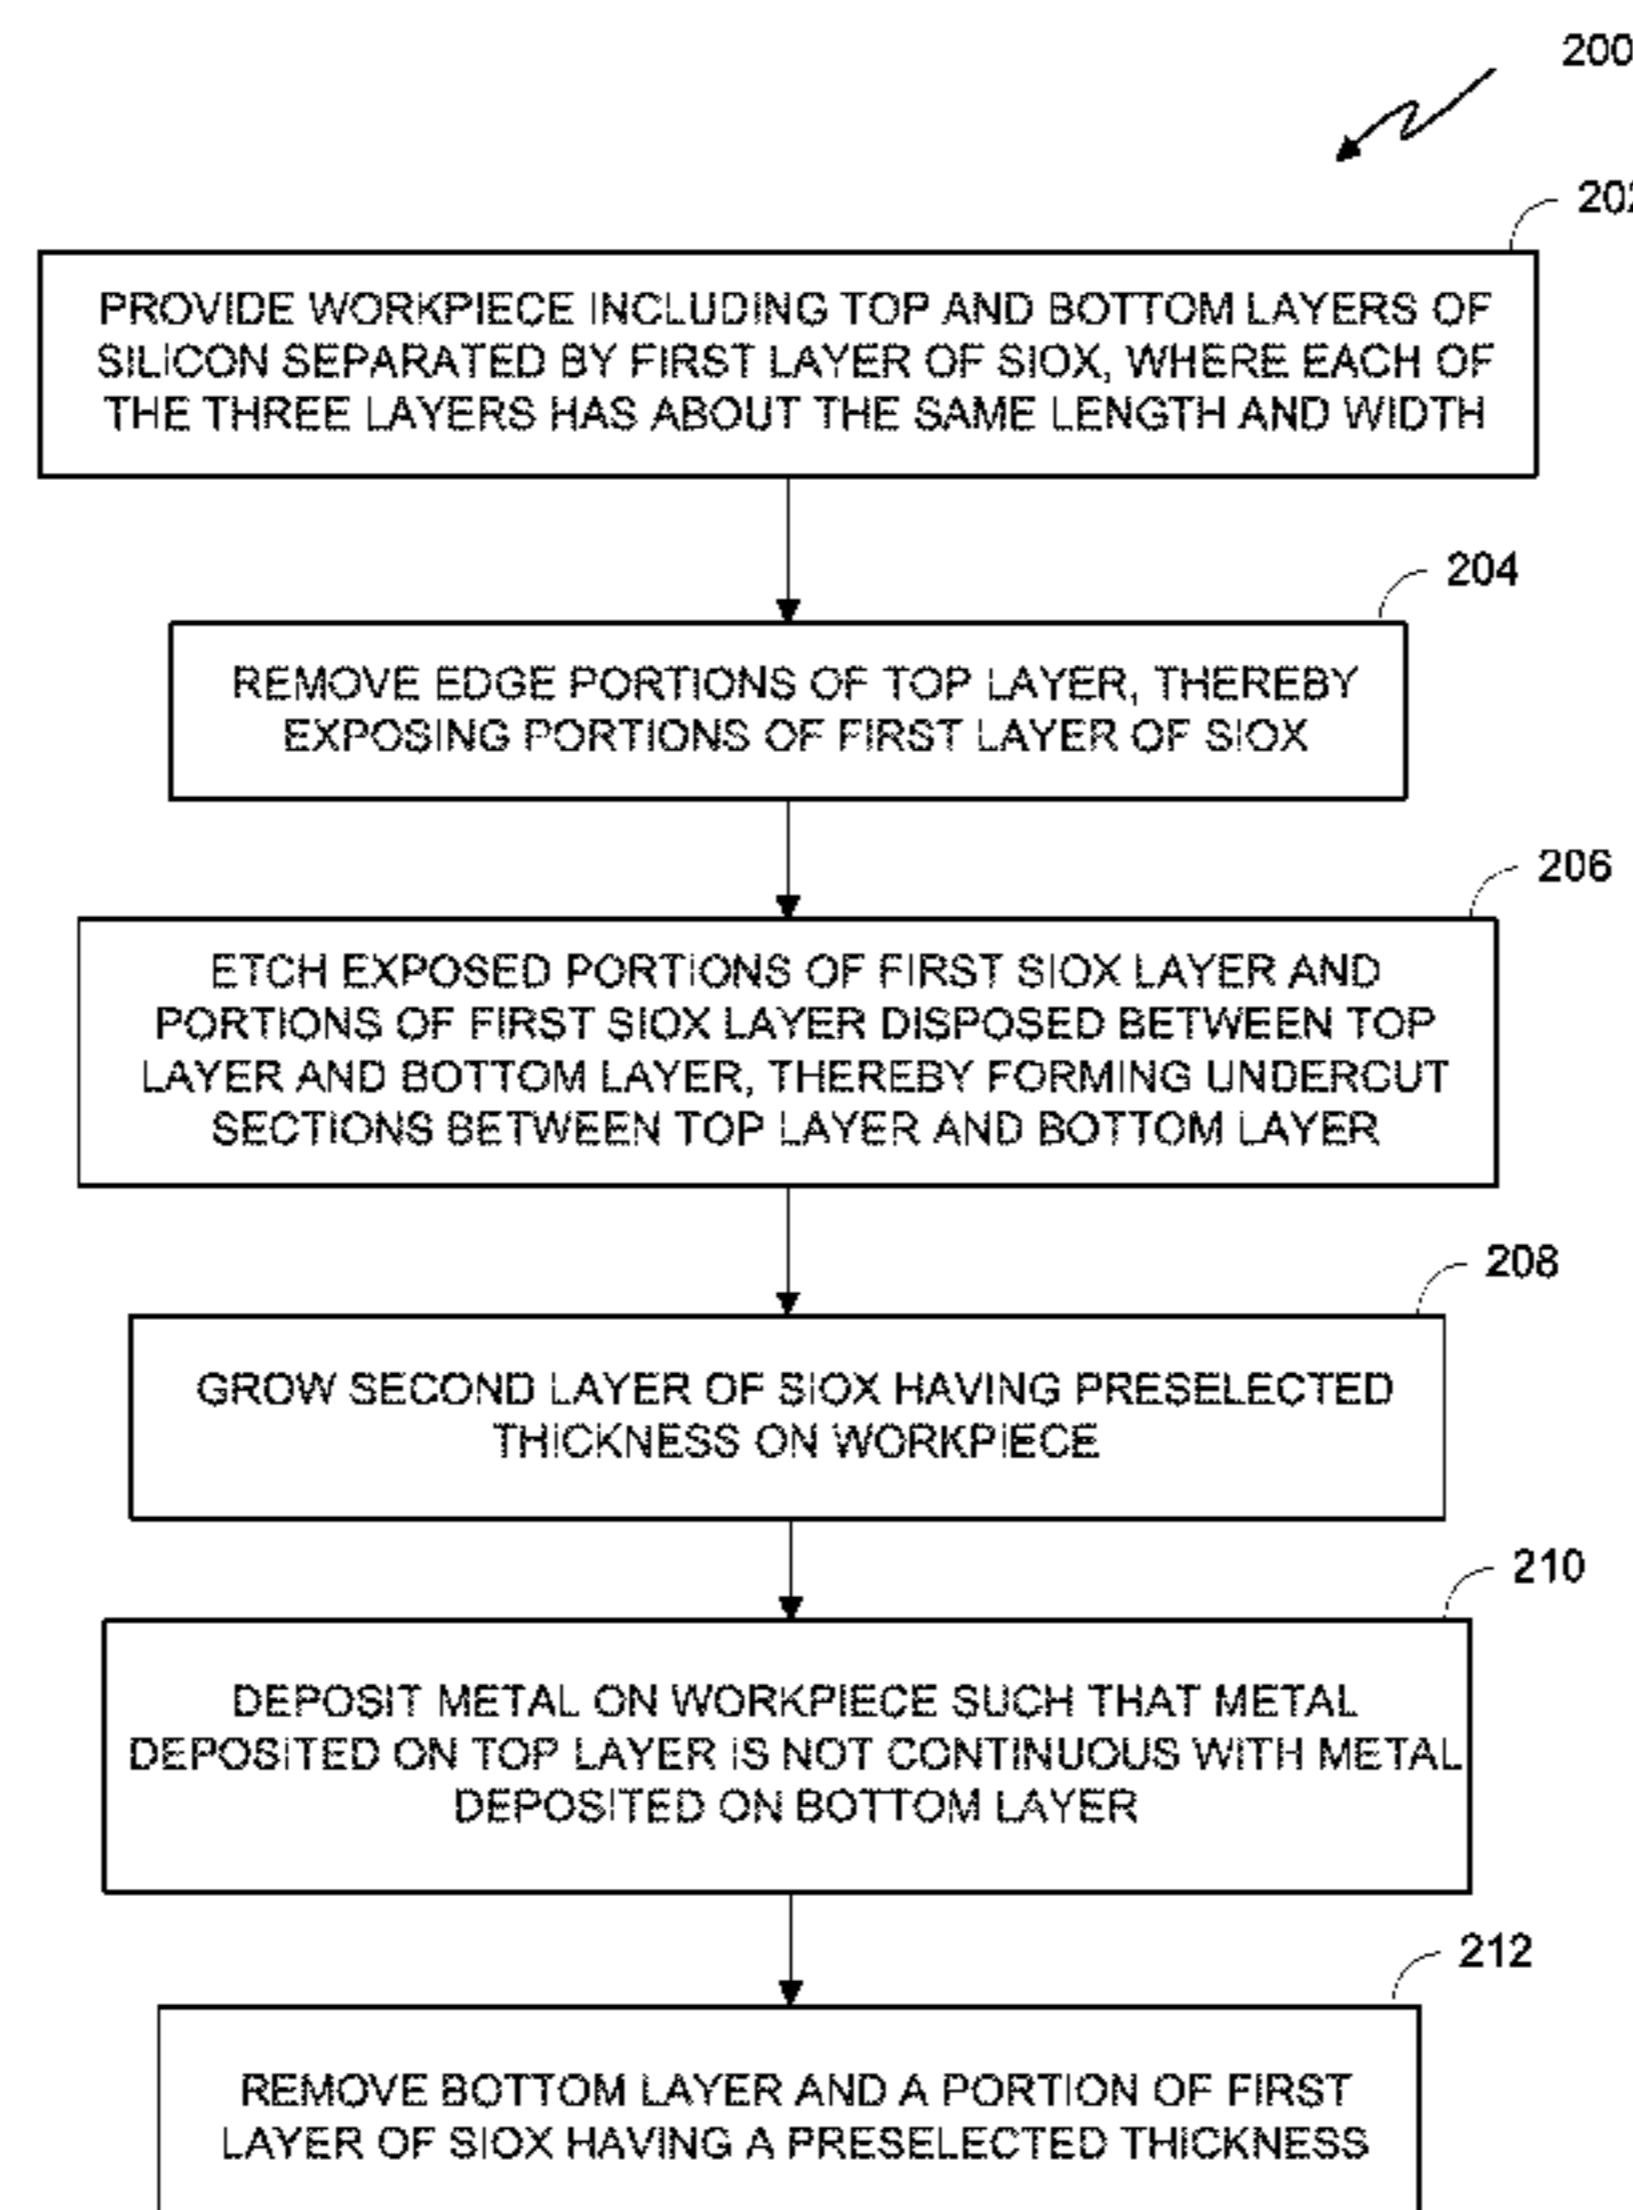 200
202
PROVIDE WORKPIECE INCLUDING TOP AND BOTTOM LAYERS OF
SILICON SEPARATED BY FIRST LAYER OF SIOX, WHERE EACH OF
THE THREE LAYERS HAS ABOUT THE SAME LENGTH AND WIDTH
204
REMOVE EDGE PORTIONS OF TOP LAYER, THEREBY
EXPOSING PORTIONS OF FIRST LAYER OF SIOX
206
ETCH EXPOSED PORTIONS OF FIRST SIOX LAYER AND
PORTIONS OF FIRST SIOX LAYER DISPOSED BETWEEN TOP
LAYER AND BOTTOM LAYER, THEREBY FORMING UNDERCUT
SECTIONS BETWEEN TOP LAYER AND BOTTOM LAYER
208
GROW SECOND LAYER OF SIOX HAVING PRESELECTED
THICKNESS ON WORKPIECE
210
DEPOSIT METAL ON WORKPIECE SUCH THAT METAL
DEPOSITED ON TOP LAYER IS NOT CONTINUOUS WITH METAL
DEPOSITED ON BOTTOM LAYER
212
REMOVE BOTTOM LAYER AND A PORTION OF FIRST
LAYER OF SIOX HAVING A PRESELECTED THICKNESS